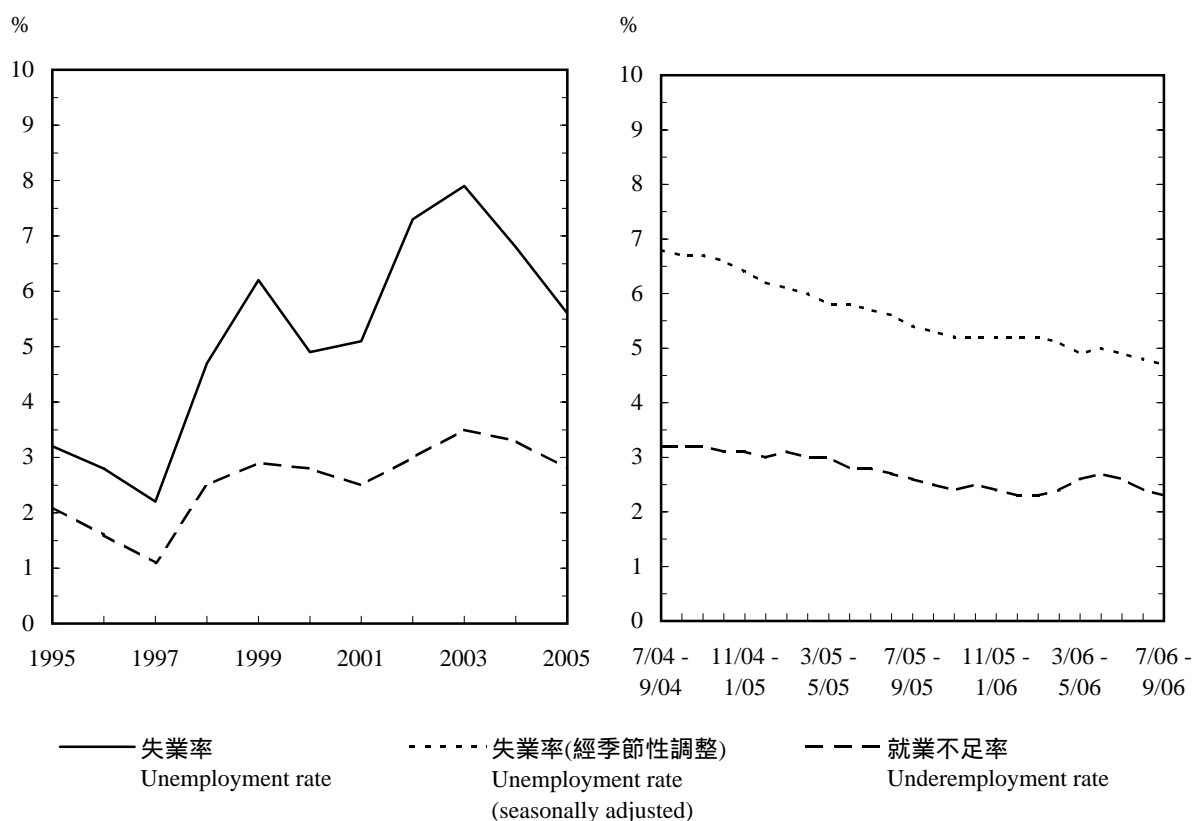 %
10
9
8
7
6
5
4
3
2
1
0
1995 1997 1999 2001 2003 2005
%
10
9
8
7
6
5
4
3
2
1
0
7/04 - 11/04 - 3/05 - 7/05 - 11/05 - 3/06 - 7/06 -
9/04 1/05 5/05 9/05 1/06 5/06 9/06
失業率
Unemployment rate
失業率(經季節性調整)
Unemployment rate
(seasonally adjusted)
就業不足率
Underemployment rate